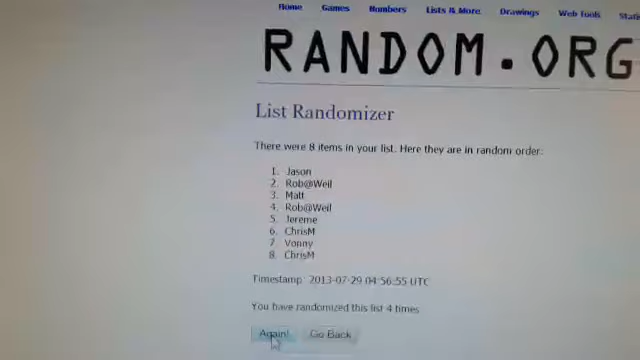 Home Games Numbers Lists & More Drawings Web Tools
RANDOM.ORG
List Randomizer
There were 8 items in your list. Here they are in random order:
1. Jason
2. Rob@Weil
3. Matt
4. Rob@Weil
5. Jereme
6. ChrisM
7. Vonny
8. ChrisM
Timestamp: 2013-07-29 04:56:55 UTC
You have randomized this list 4 times
Again! Go Back